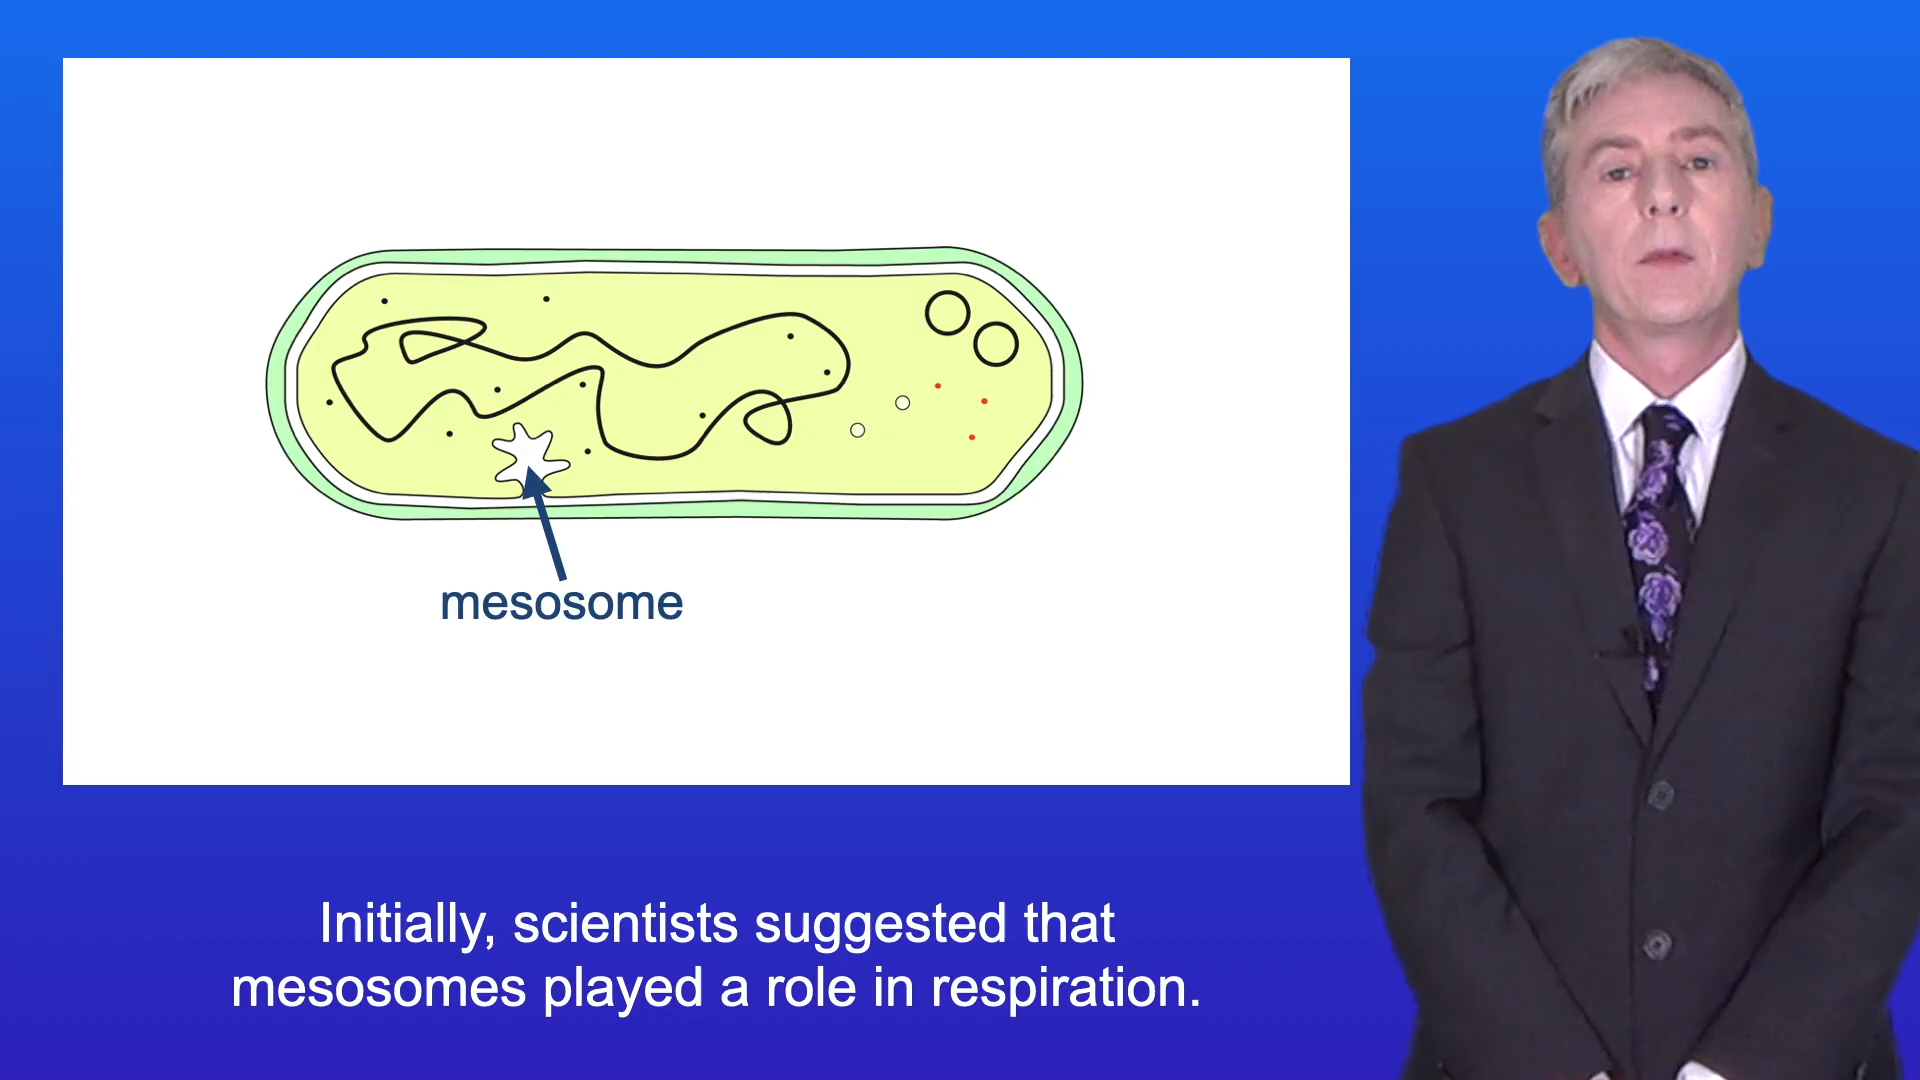 mesosome
Initially, scientists suggested that
mesosomes played a role in respiration.